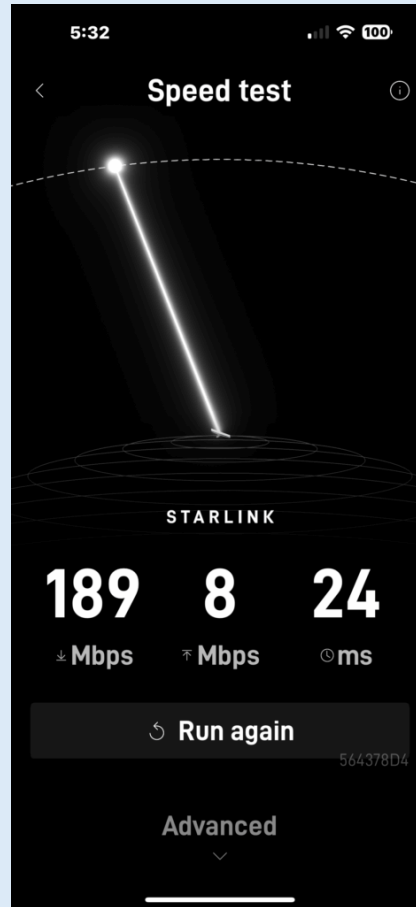 5:32 100
Speed test
STARLINK
189 8 24
Mbps Mbps ms
Run again
564378D4
Advanced